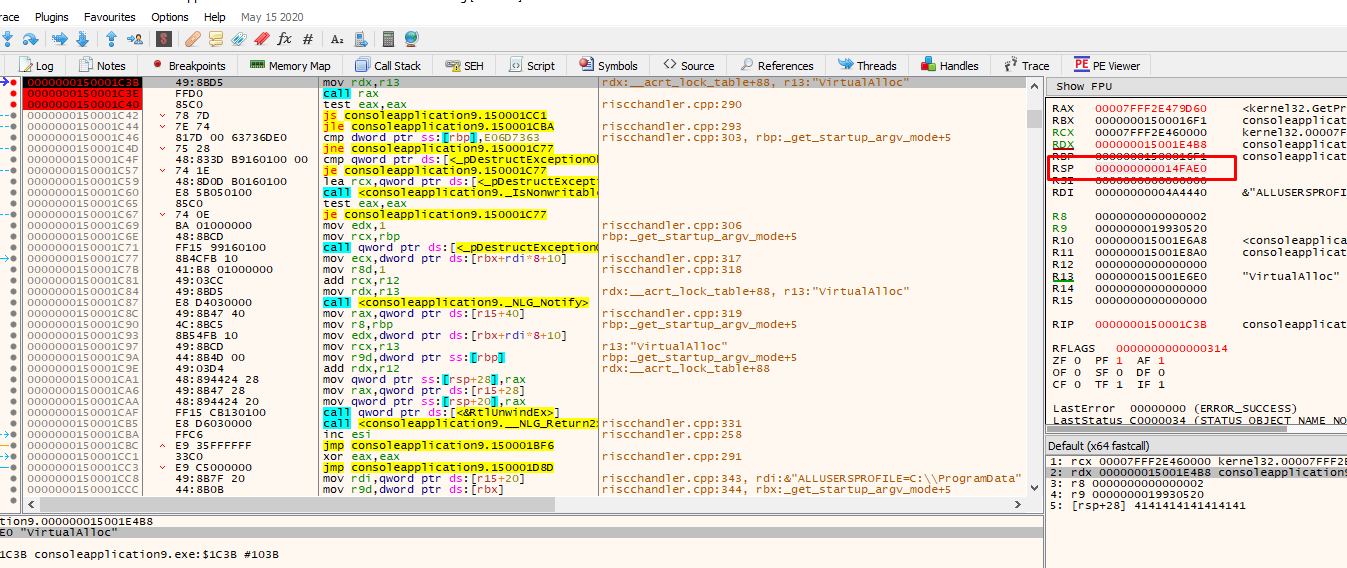 race Plugins Favourites Options Help May 15 2020
Log Notes Breakpoints Memory Map Call Stack SEH Script Symbols Source References Threads Handles Trace PE Viewer
0000000150001C3B 49:8BD5 mov rdx,r13 rdx:__acrt_lock_table+88, r13:"VirtualAlloc"
0000000150001C3E FFD0 call rax
0000000150001C40 85C0 test eax,eax riscchandler.cpp:290
0000000150001C42 78 7D js consoleapplication9.150001CC1
0000000150001C44 7E 74 jle consoleapplication9.150001CBA riscchandler.cpp:293
0000000150001C46 817D 00 63736DE0 cmp dword ptr ss:[rbp],E06D7363 riscchandler.cpp:303, rbp:_get_startup_argv_mode+5
0000000150001C4D 75 28 jne consoleapplication9.150001C77
0000000150001C4F 48:833D B9160100 00 cmp qword ptr ds:[<_pDestructExceptionOb
0000000150001C57 74 1E je consoleapplication9.150001C77
0000000150001C59 48:8D0D B0160100 lea rcx,qword ptr ds:[<_pDestructExcepti
0000000150001C60 E8 5B050100 call <consoleapplication9._IsNonwritable
0000000150001C65 85C0 test eax,eax
0000000150001C67 74 0E je consoleapplication9.150001C77
0000000150001C69 BA 01000000 mov edx,1 riscchandler.cpp:306
0000000150001C6E 48:8BCD mov rcx,rbp rbp:_get_startup_argv_mode+5
0000000150001C71 FF15 99160100 call qword ptr ds:[<_pDestructExceptionO
0000000150001C77 8B4CFB 10 mov ecx,dword ptr ds:[rbx+rdi*8+10] riscchandler.cpp:317
0000000150001C7B 41:B8 01000000 mov r8d,1 riscchandler.cpp:318
0000000150001C81 49:03CC add rcx,r12
0000000150001C84 49:8BD5 mov rdx,r13 rdx:__acrt_lock_table+88, r13:"VirtualAlloc"
0000000150001C87 E8 D4030000 call <consoleapplication9._NLG_Notify>
0000000150001C8C 49:8B47 40 mov rax,qword ptr ds:[r15+40] riscchandler.cpp:319
0000000150001C90 4C:8BC5 mov r8,rbp rbp:_get_startup_argv_mode+5
0000000150001C93 8B54FB 10 mov edx,dword ptr ds:[rbx+rdi*8+10]
0000000150001C97 49:8BCD mov rcx,r13 r13:"VirtualAlloc"
0000000150001C9A 44:8B4D 00 mov r9d,dword ptr ss:[rbp] rbp:_get_startup_argv_mode+5
0000000150001C9E 49:03D4 add rdx,r12 rdx:__acrt_lock_table+88
0000000150001CA1 48:894424 28 mov qword ptr ss:[rsp+28],rax
0000000150001CA6 49:8B47 28 mov rax,qword ptr ds:[r15+28]
0000000150001CAA 48:894424 20 mov qword ptr ss:[rsp+20],rax
0000000150001CAF FF15 CB130100 call qword ptr ds:[<&RtlUnwindEx>]
0000000150001CB5 E8 D6030000 call <consoleapplication9.__NLG_Return2> riscchandler.cpp:331
0000000150001CBA FFC6 inc esi riscchandler.cpp:258
0000000150001CBC E9 35FFFFFF jmp consoleapplication9.150001BF6
0000000150001CC1 33C0 xor eax,eax riscchandler.cpp:291
0000000150001CC3 E9 C5000000 jmp consoleapplication9.150001D8D
0000000150001CC8 49:8B7F 20 mov rdi,qword ptr ds:[r15+20] riscchandler.cpp:343, rdi:&"ALLUSERSPROFILE=C:\\ProgramData"
0000000150001CCC 44:8B0B mov r9d,dword ptr ds:[rbx] riscchandler.cpp:344, rbx:_get_startup_argv_mode+5
tion9.000000015001E4B8
E0 "VirtualAlloc"
1C3B consoleapplication9.exe:$1C3B #103B
Show FPU
RAX 00007FFF2E479D60 <kernel32.GetPr
RBX 00000001500016F1 consoleapplicat
RCX 00007FFF2E460000 kernel32.00007F
RDX 000000015001E4B8 consoleapplicat
RBP 00000001500016F1 consoleapplicat
RSP 000000000014FAE0
RSI 0000000000000000
RDI 00000000004A4440 &"ALLUSERSPROFI
R8 0000000000000002
R9 0000000019930520
R10 000000015001E6A8 <consoleapplica
R11 000000015001E8A0 consoleapplicat
R12 0000000000000000
R13 000000015001E6E0 "VirtualAlloc"
R14 0000000000000000
R15 0000000000000000
RIP 0000000150001C3B consoleapplicat
RFLAGS 0000000000000314
ZF 0 PF 1 AF 1
OF 0 SF 0 DF 0
CF 0 TF 1 IF 1
LastError 00000000 (ERROR_SUCCESS)
LastStatus C0000034 (STATUS_OBJECT_NAME_NO
Default (x64 fastcall)
1: rcx 00007FFF2E460000 kernel32.00007FFF2E
2: rdx 000000015001E4B8 consoleapplication9
3: r8 0000000000000002
4: r9 0000000019930520
5: [rsp+28] 4141414141414141